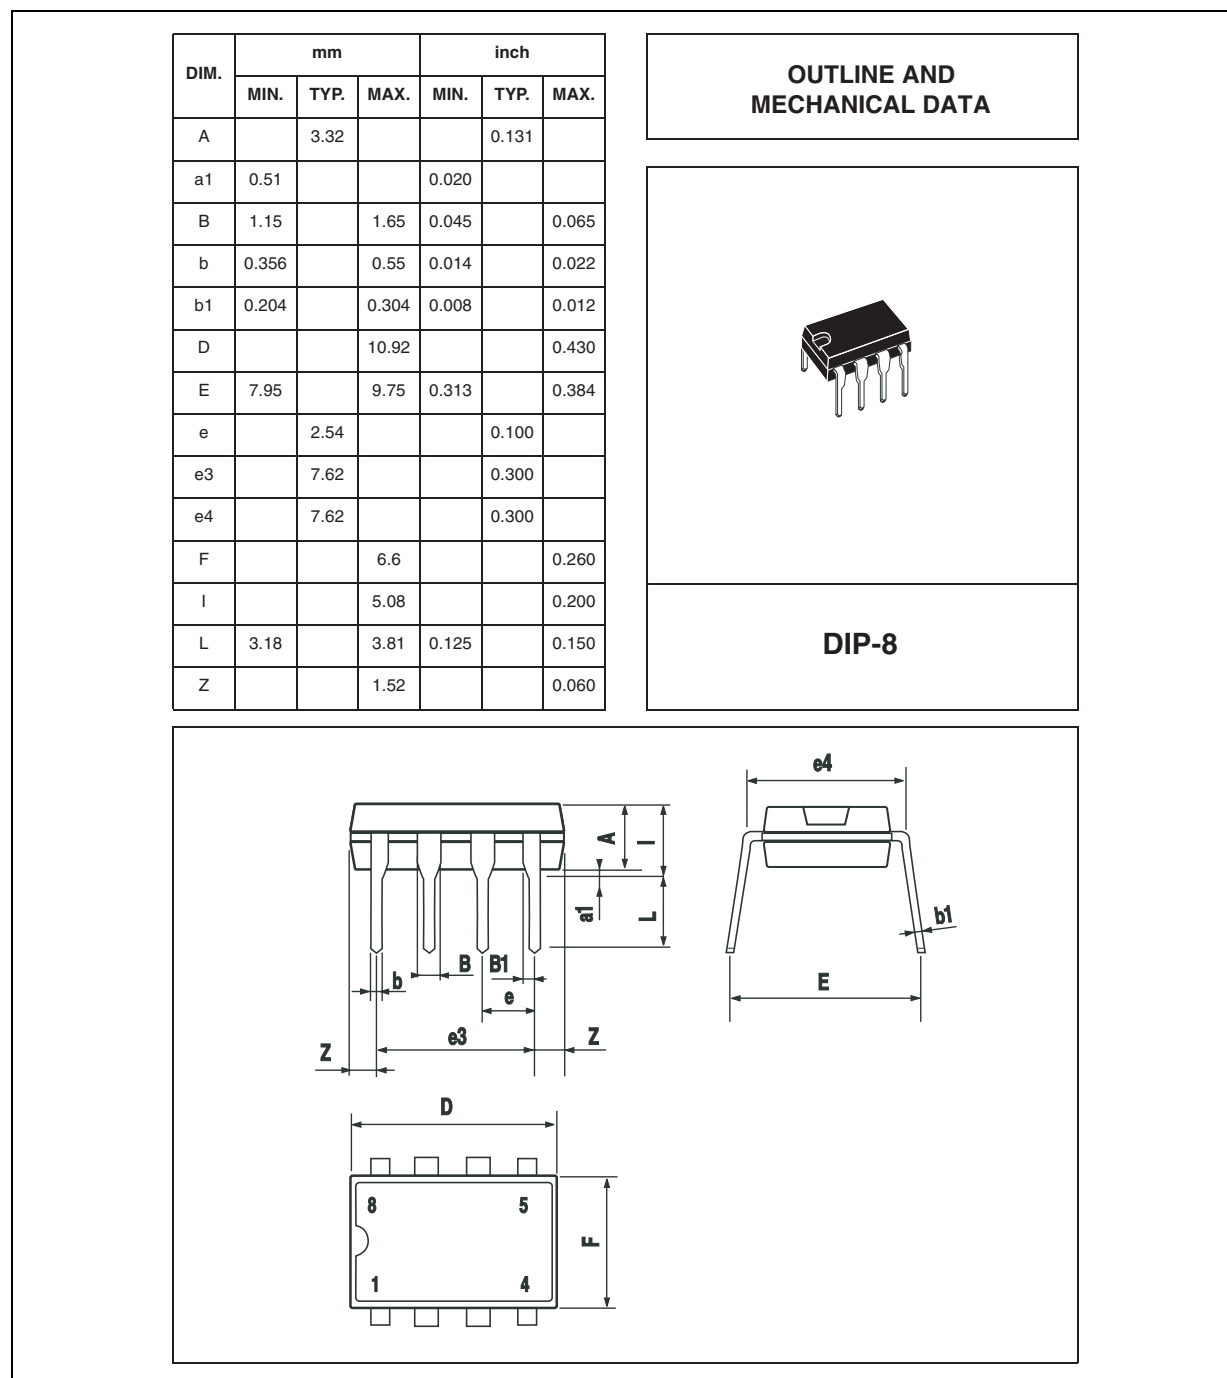 DIM. mm inch
MIN. TYP. MAX. MIN. TYP. MAX.
A 3.32 0.131
a1 0.51 0.020
B 1.15 1.65 0.045 0.065
b 0.356 0.55 0.014 0.022
b1 0.204 0.304 0.008 0.012
D 10.92 0.430
E 7.95 9.75 0.313 0.384
e 2.54 0.100
e3 7.62 0.300
e4 7.62 0.300
F 6.6 0.260
I 5.08 0.200
L 3.18 3.81 0.125 0.150
Z 1.52 0.060
OUTLINE AND
MECHANICAL DATA
DIP-8
e4
A
I
a1
L
b1
B
B1
b
e
E
e3
Z
Z
D
8
5
F
1
4